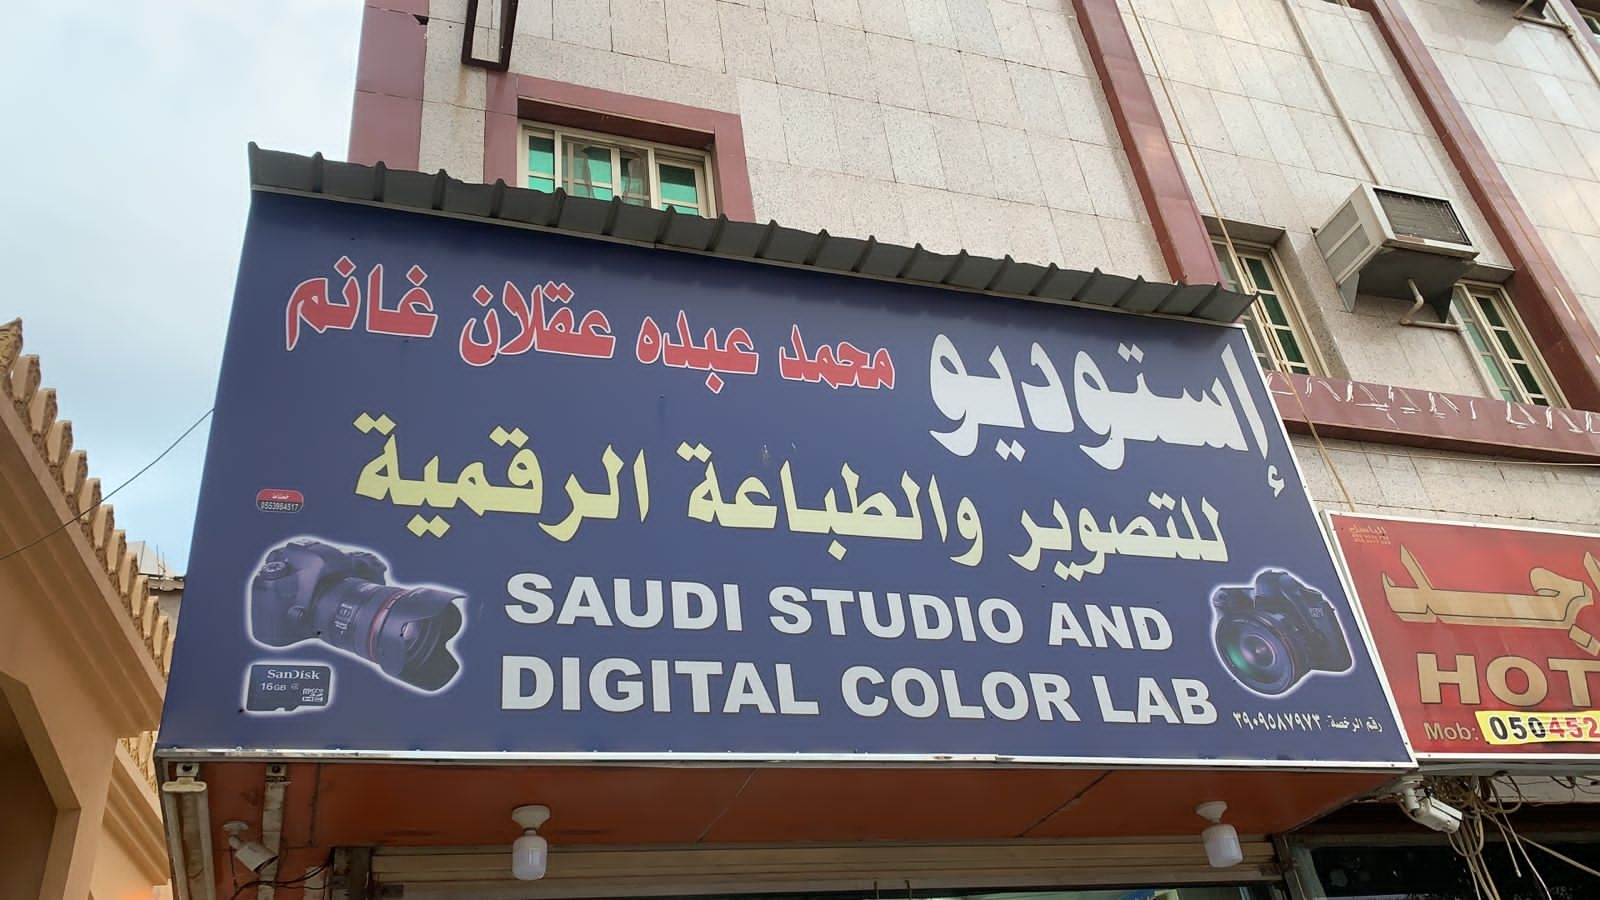 إستوديو محمد عبده عقلان غانم
للتصوير والطباعة الرقمية
SAUDI STUDIO AND
DIGITAL COLOR LAB
رقم الرخصة ٣٩٠٩٥٨٧٩٧٣
SanDisk
16GB
micro
HOT
Mob: 050452